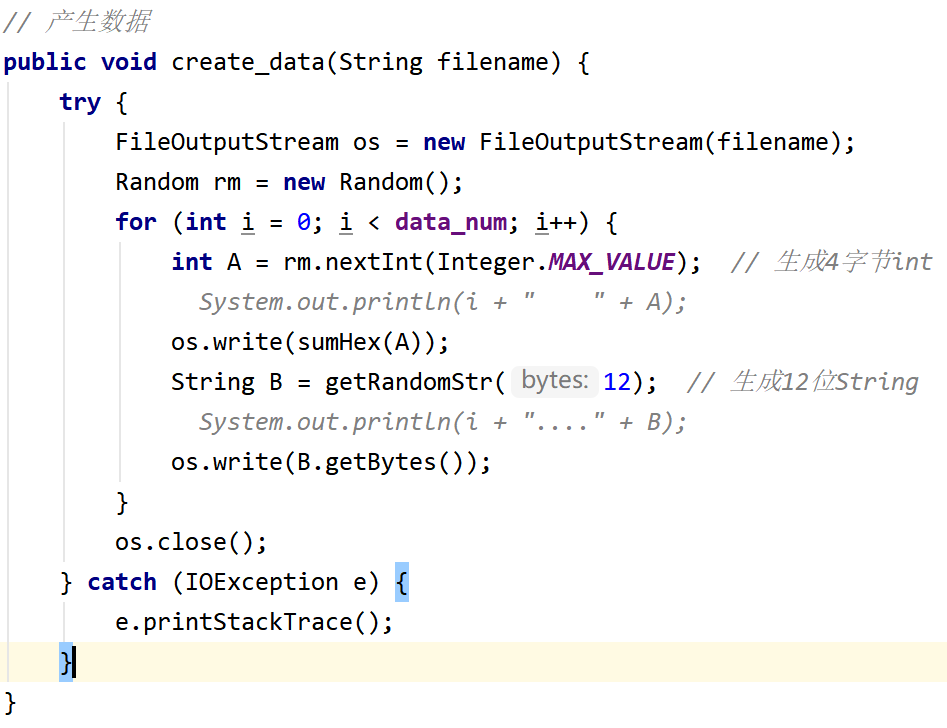 // 产生数据
public void create_data(String filename) {
    try {
        FileOutputStream os = new FileOutputStream(filename);
        Random rm = new Random();
        for (int i = 0; i < data_num; i++) {
            int A = rm.nextInt(Integer.MAX_VALUE);  // 生成4字节int
              System.out.println(i + "    " + A);
            os.write(sumHex(A));
            String B = getRandomStr( bytes: 12);  // 生成12位String
              System.out.println(i + "...." + B);
            os.write(B.getBytes());
        }
        os.close();
    } catch (IOException e) {
        e.printStackTrace();
    }
}